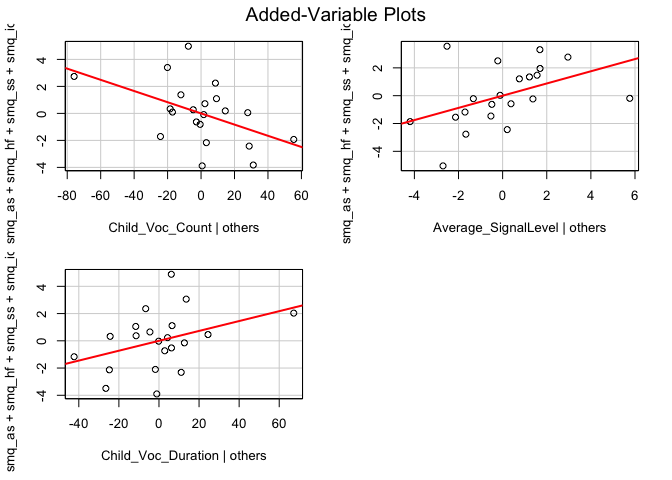 Added-Variable Plots
smq_as + smq_hf + smq_ss + smq_ic
4
2
0
-2
-4
-80 -60 -40 -20 0 20 40 60
Child_Voc_Count | others
smq_as + smq_hf + smq_ss + smq_ic
2
0
-2
-4
-4 -2 0 2 4 6
Average_SignalLevel | others
smq_as + smq_hf + smq_ss + smq_ic
4
2
0
-2
-4
-40 -20 0 20 40 60
Child_Voc_Duration | others